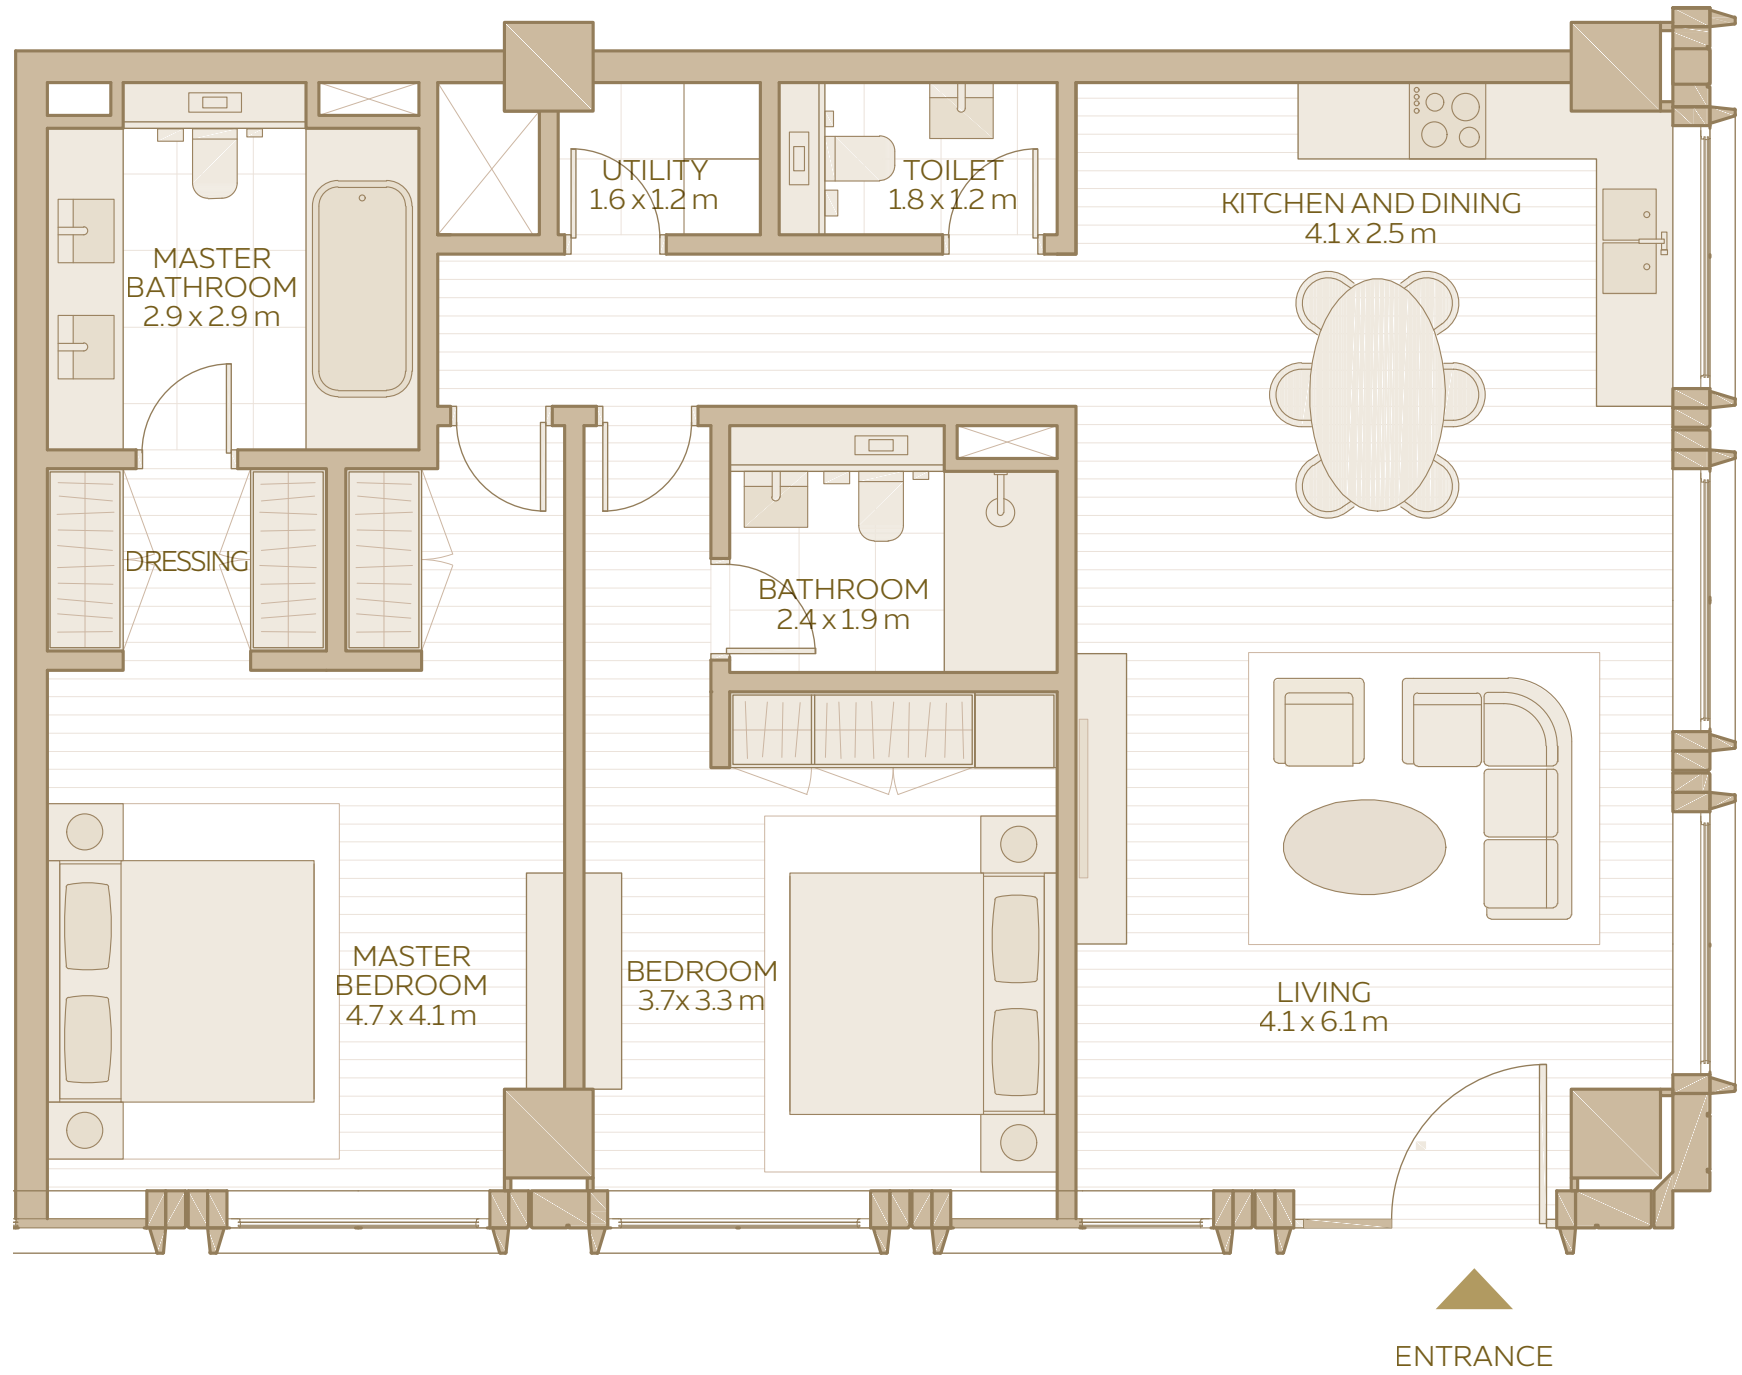 UTILITY
1.6 x 1.2 m
TOILET
1.8 x 1.2 m
KITCHEN AND DINING
4.1 x 2.5 m
MASTER
BATHROOM
2.9 x 2.9 m
DRESSING
BATHROOM
2.4 x 1.9 m
MASTER
BEDROOM
4.7 x 4.1 m
BEDROOM
3.7x 3.3 m
LIVING
4.1 x 6.1 m
ENTRANCE